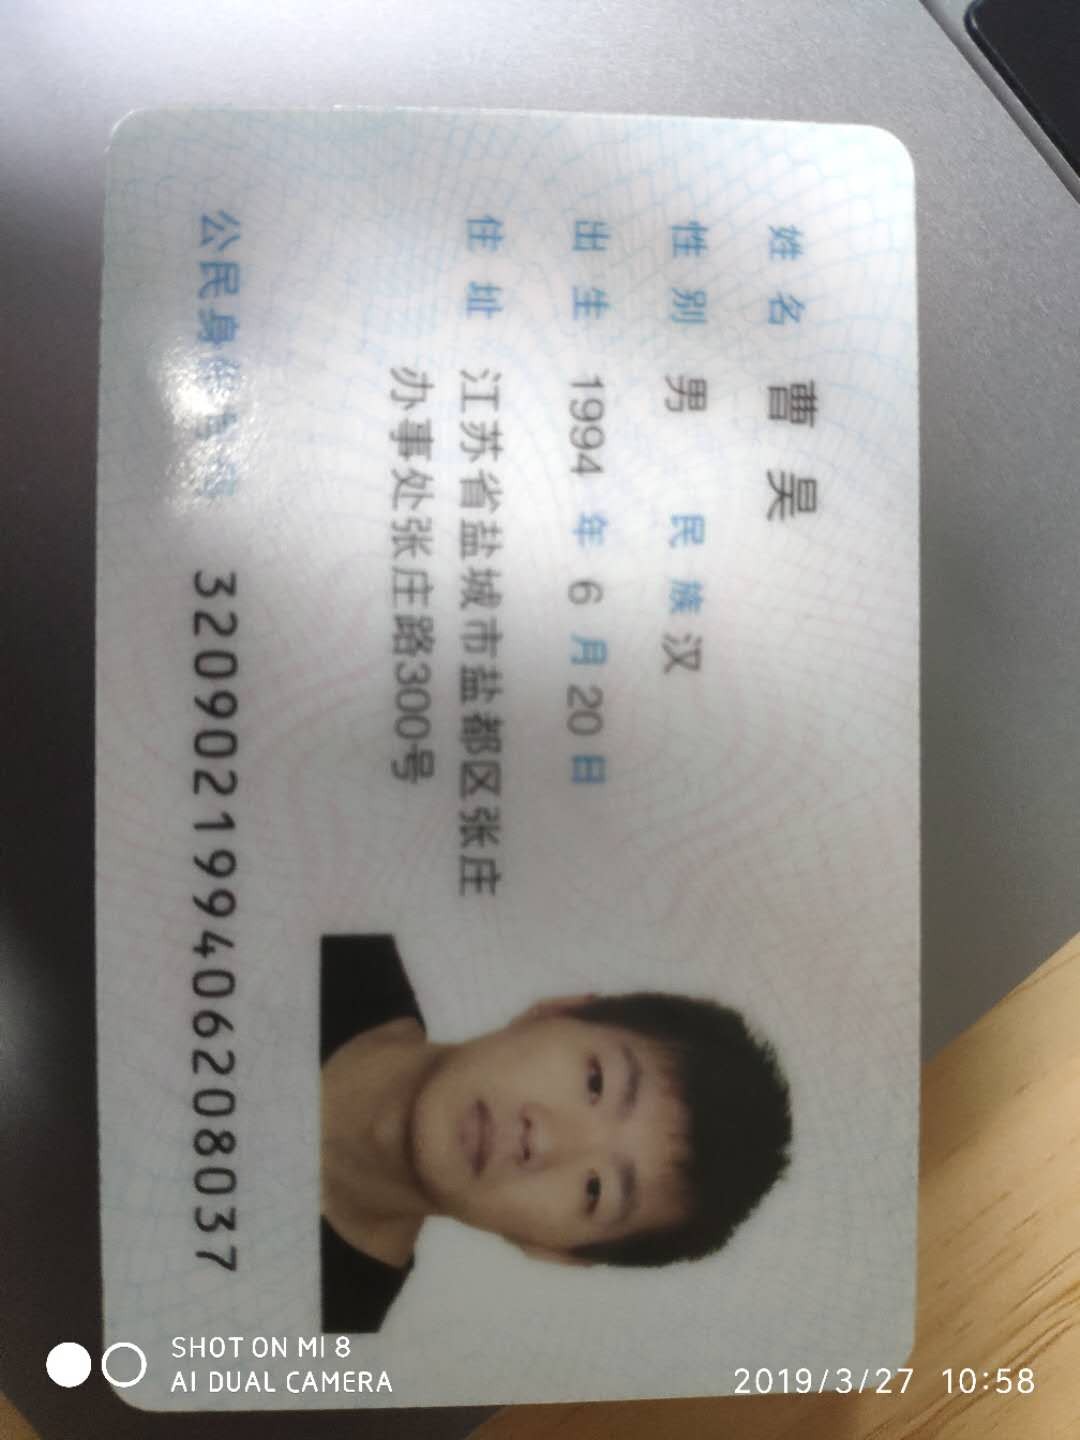 姓名 曹昊
性别 男 民族 汉
出生 1994 年 6 月 20 日
住址 江苏省盐城市盐都区张庄
办事处张庄路300号
公民身份号码 320902199406208037
SHOT ON MI 8
AI DUAL CAMERA
2019/3/27 10:58